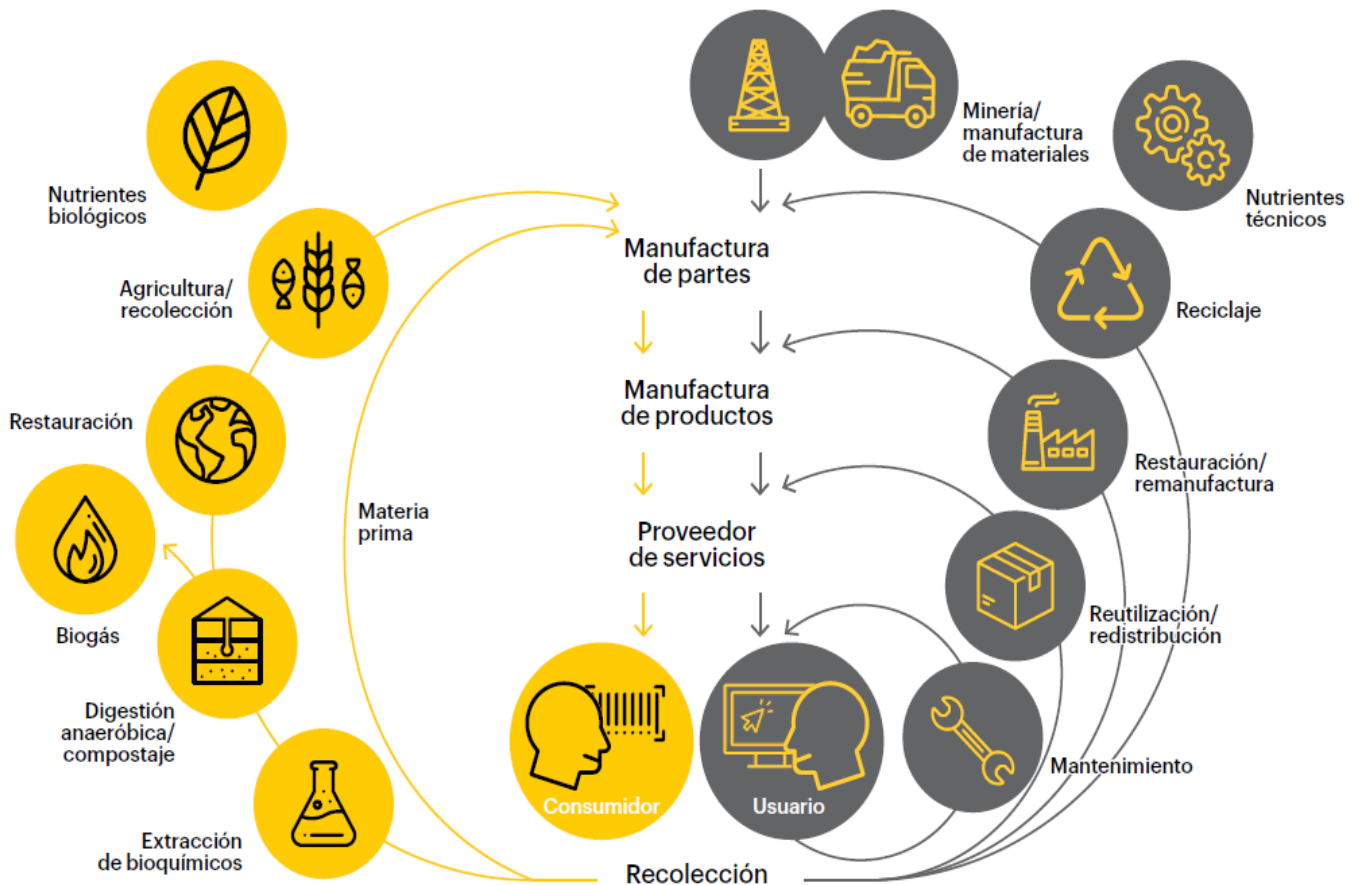 Minería/
manufactura
de materiales
Nutrientes
biológicos
Nutrientes
técnicos
Manufactura
de partes
Agricultura/
recolección
Reciclaje
Manufactura
de productos
Restauración
Restauración/
remanufactura
Materia
prima
Proveedor
de servicios
Biogás
Reutilización/
redistribución
Digestión
anaeróbica/
compostaje
Mantenimiento
Consumidor
Usuario
Extracción
de bioquímicos
Recolección